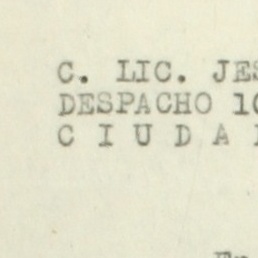 C. LIC. JES
DESPACHO 10
C I U D A